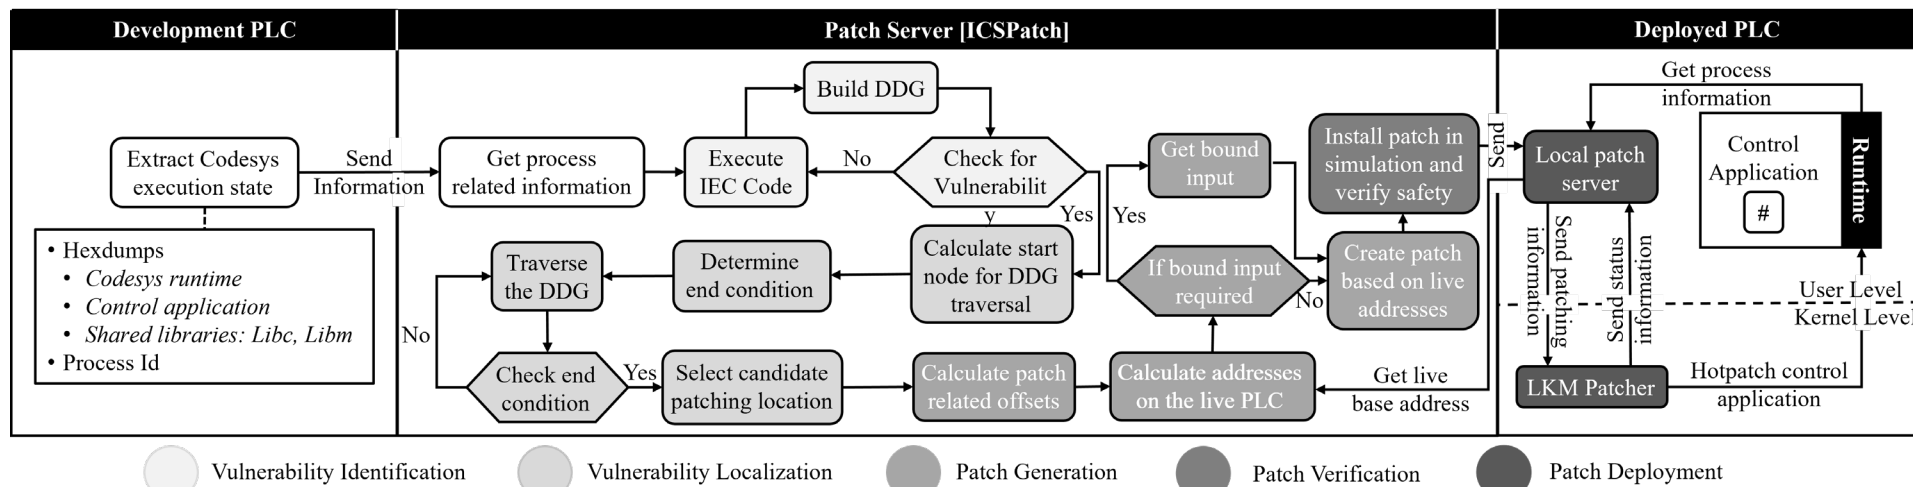 Development PLC
Patch Server [ICSPatch]
Deployed PLC
Extract Codesys
execution state
Send
Information
• Hexdumps
• Codesys runtime
• Control application
• Shared libraries: Libc, Libm
• Process Id
Get process
related information
Execute
IEC Code
Build DDG
No
Check for
Vulnerabilit
y
Yes
Calculate start
node for DDG
traversal
Determine
end condition
Traverse
the DDG
No
Check end
condition
Yes
Select candidate
patching location
Calculate patch
related offsets
Calculate addresses
on the live PLC
Get live
base address
If bound input
required
Yes
No
Get bound
input
Create patch
based on live
addresses
Install patch in
simulation and
verify safety
Send
Local patch
server
Get process
information
Control
Application
#
Runtime
Send patching
information
Send status
information
User Level
Kernel Level
LKM Patcher
Hotpatch control
application
Vulnerability Identification
Vulnerability Localization
Patch Generation
Patch Verification
Patch Deployment